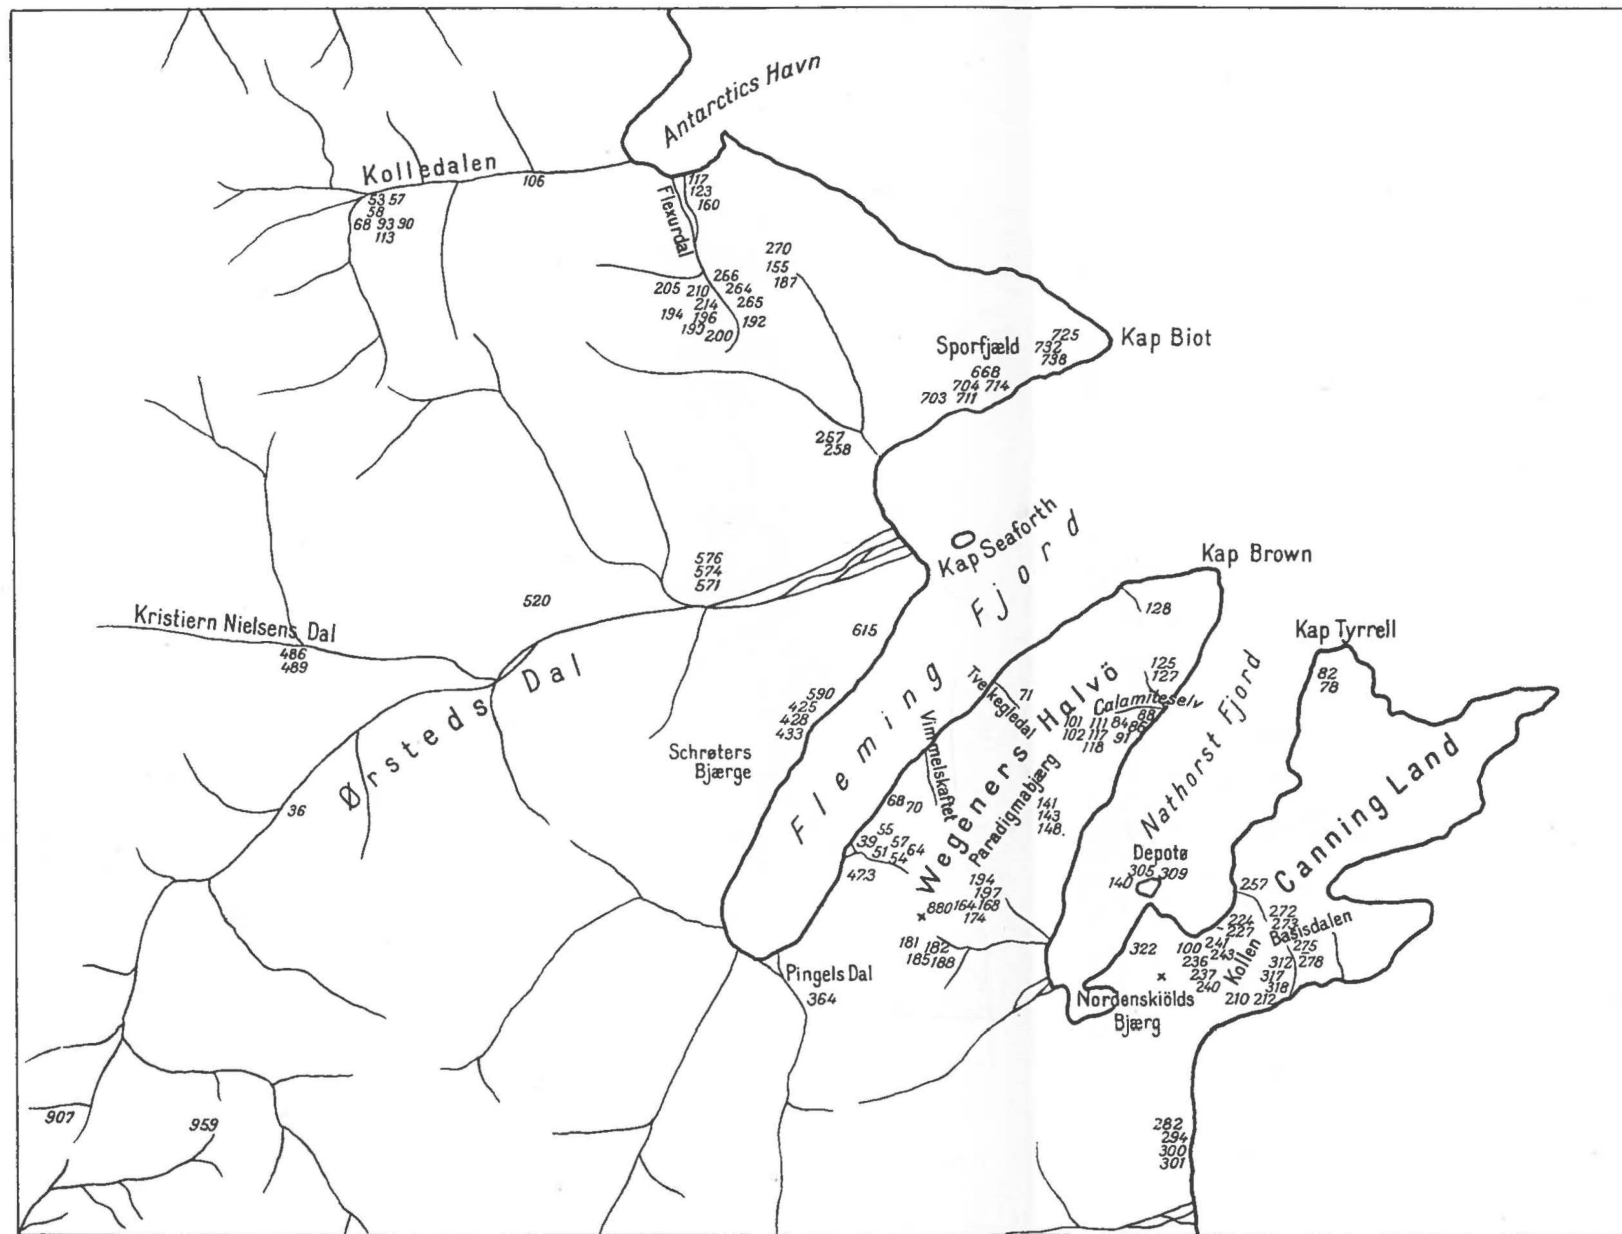 Antarctics Havn
Kolledalen
106
53 57
58
68 93 90
113
Flexurdal
117
123
160
270
155
187
266
205 210 264
214 265
194 196 192
193
200
Sporfjæld
725
732
738
Kap Biot
668
704 714
703 711
257
258
Kap Seaforth
Fleming Fjord
Kap Brown
128
576
574
571
520
Kristiern Nielsens Dal
486
489
615
Kap Tyrrell
82
78
Ørsteds Dal
590
425
428
433
Schrøters
Bjærge
36
Tvekegledal
71
125
127
Calamiteselv
101 111 84 88
86
102 117 91
118
Wegeners Halvö
Nathorst Fjord
Canning Land
Vimmelskaftet
68 70
Paradigmabjærg
141
143
148.
55
39 57 64
51 54
473
194
197
880 164 168
174
181 182
185 188
Depotø
305 309
140
257
272
273
224
227
Basisdalen
322
100 241
243
236
237
240
Kollen
275
278
312
317
318
210 212
Nordenskiölds
Bjærg
Pingels Dal
364
907
959
282
294
300
301